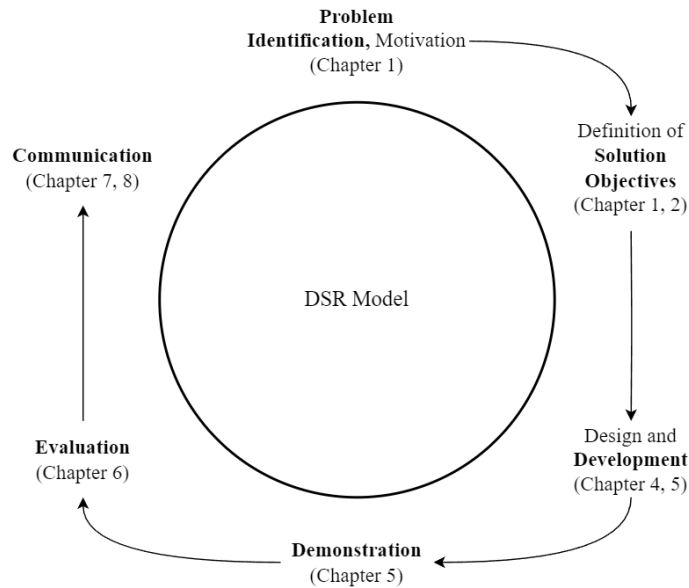 Problem
Identification, Motivation
(Chapter 1)
Definition of
Solution
Objectives
(Chapter 1, 2)
Design and
Development
(Chapter 4, 5)
Demonstration
(Chapter 5)
Evaluation
(Chapter 6)
Communication
(Chapter 7, 8)
DSR Model